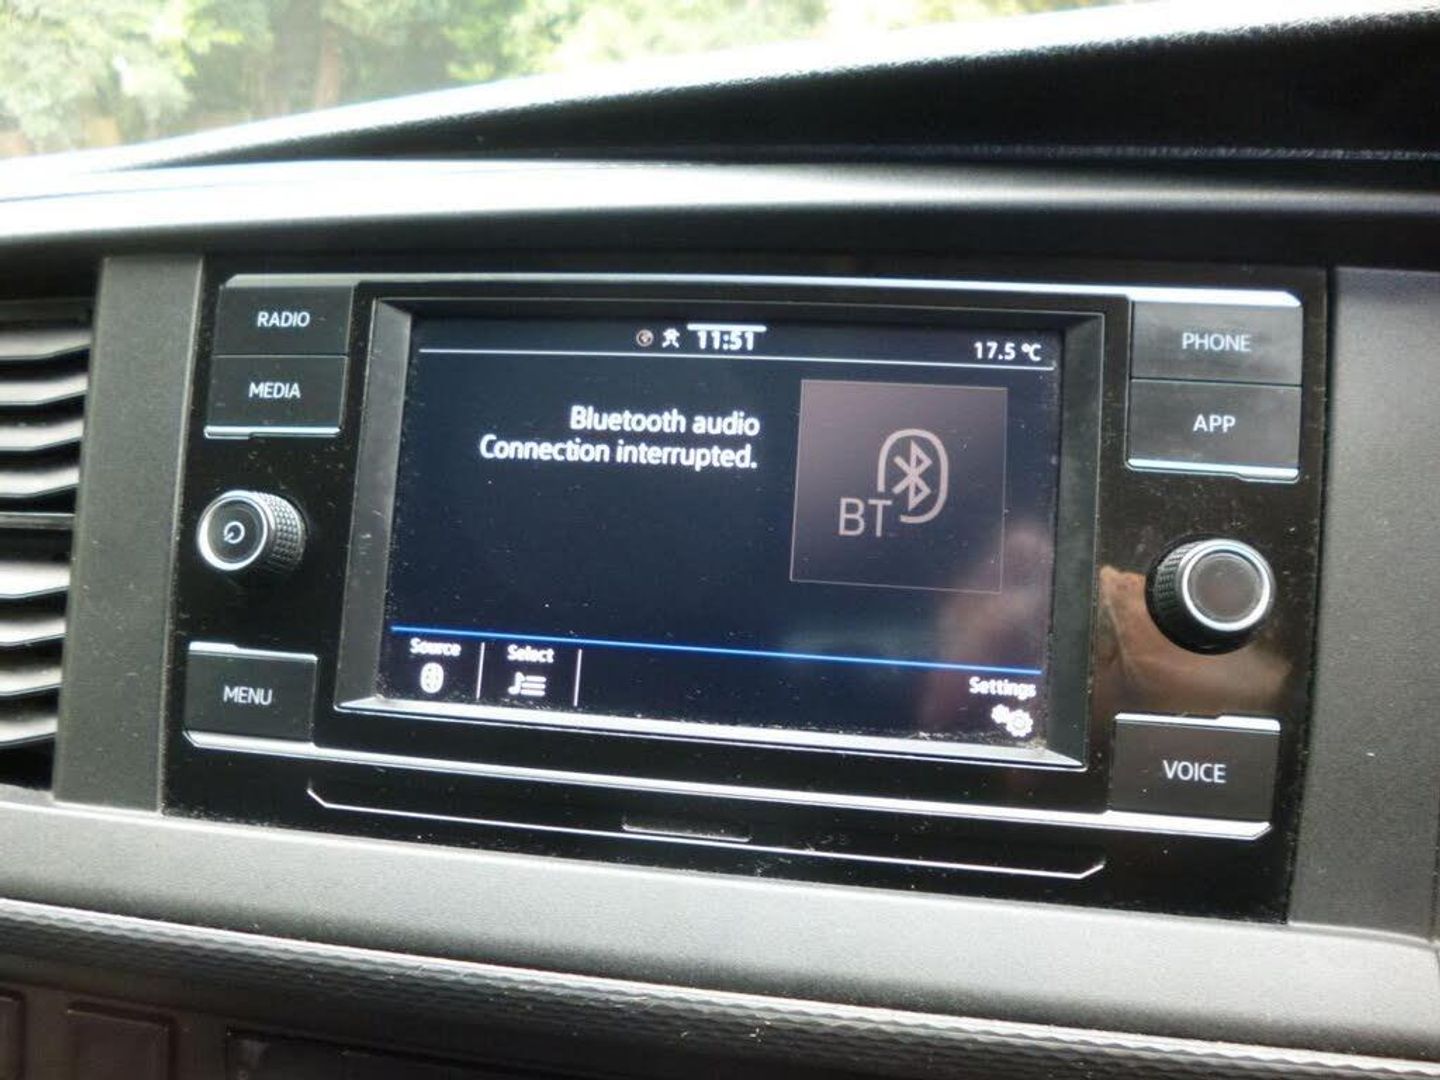 RADIO
MEDIA
MENU
11:51
17.5 °C
Bluetooth audio
Connection interrupted.
BT
Source
Select
Settings
PHONE
APP
VOICE